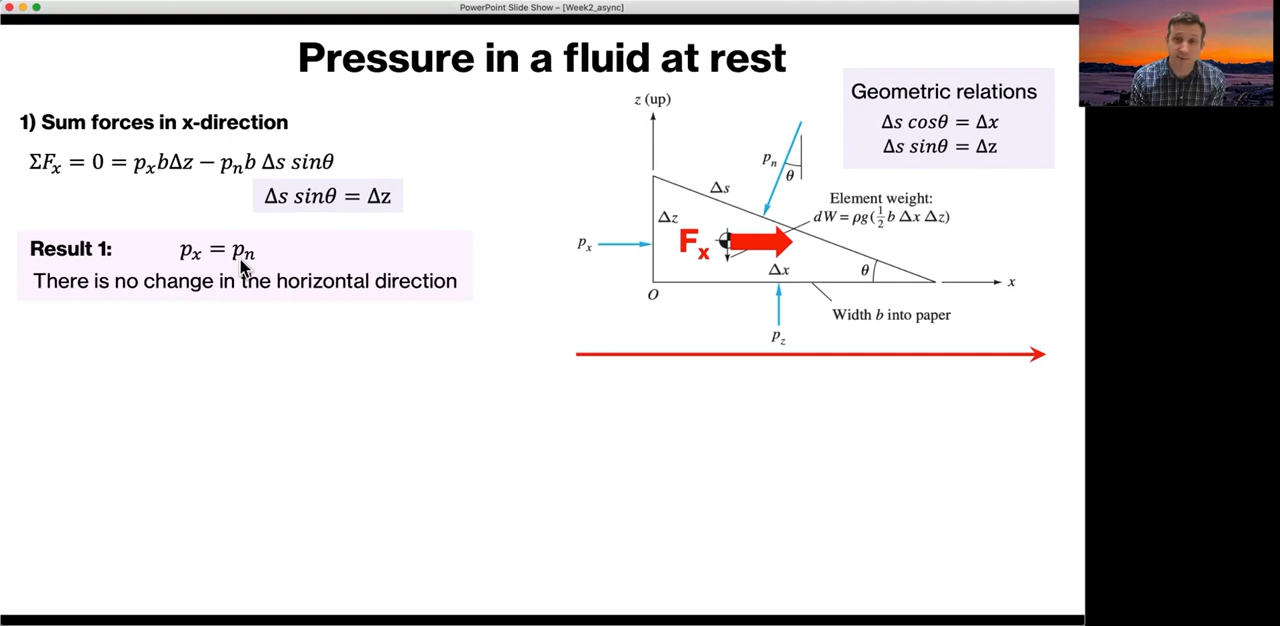 PowerPoint Slide Show – [Week2_async]
Pressure in a fluid at rest
1) Sum forces in x-direction
ΣFₓ = 0 = pₓbΔz − pₙb Δs sinθ
Δs sinθ = Δz
Result 1: pₓ = pₙ
There is no change in the horizontal direction
Geometric relations
Δs cosθ = Δx
Δs sinθ = Δz
z (up)
pₙ
θ
Δs
Element weight:
dW = ρg(½ b Δx Δz)
Δz
Fₓ
pₓ
Δx
θ
x
O
Width b into paper
p_z